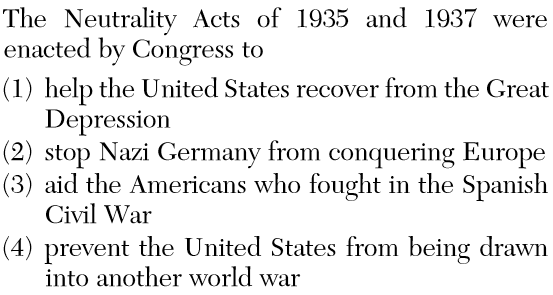 The Neutrality Acts of 1935 and 1937 were
enacted by Congress to
(1) help the United States recover from the Great
Depression
(2) stop Nazi Germany from conquering Europe
(3) aid the Americans who fought in the Spanish
Civil War
(4) prevent the United States from being drawn
into another world war